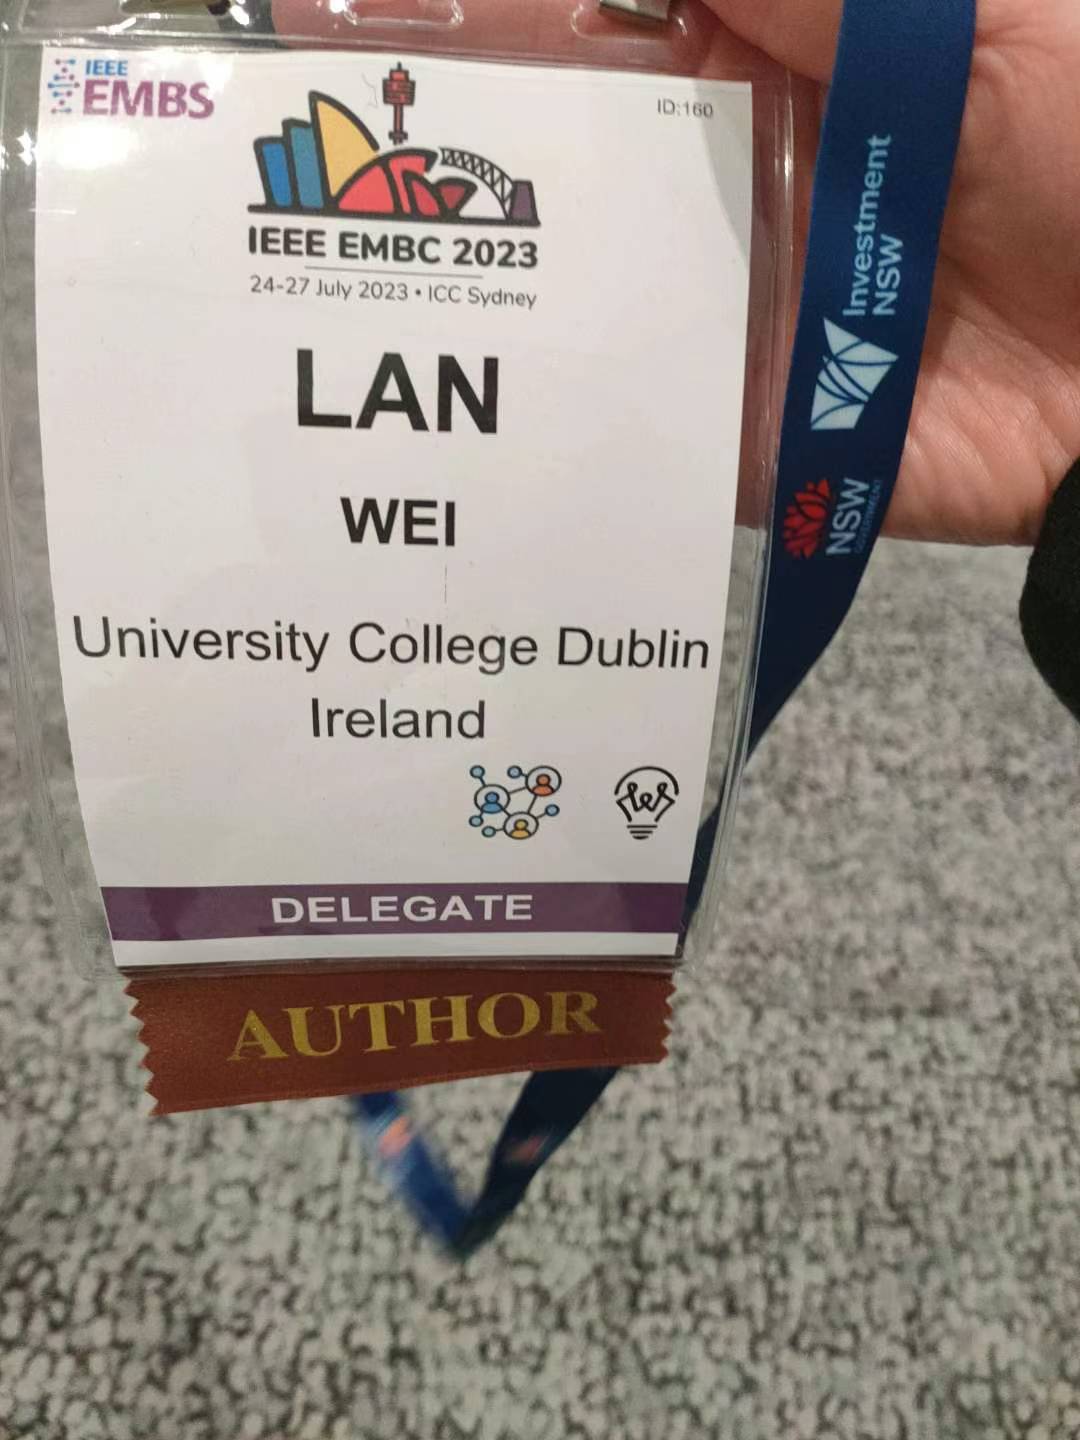 IEEE
EMBS
ID:160
IEEE EMBC 2023
24-27 July 2023 • ICC Sydney
LAN
WEI
University College Dublin
Ireland
DELEGATE
AUTHOR
Investment
NSW
NSW
GOVERNMENT